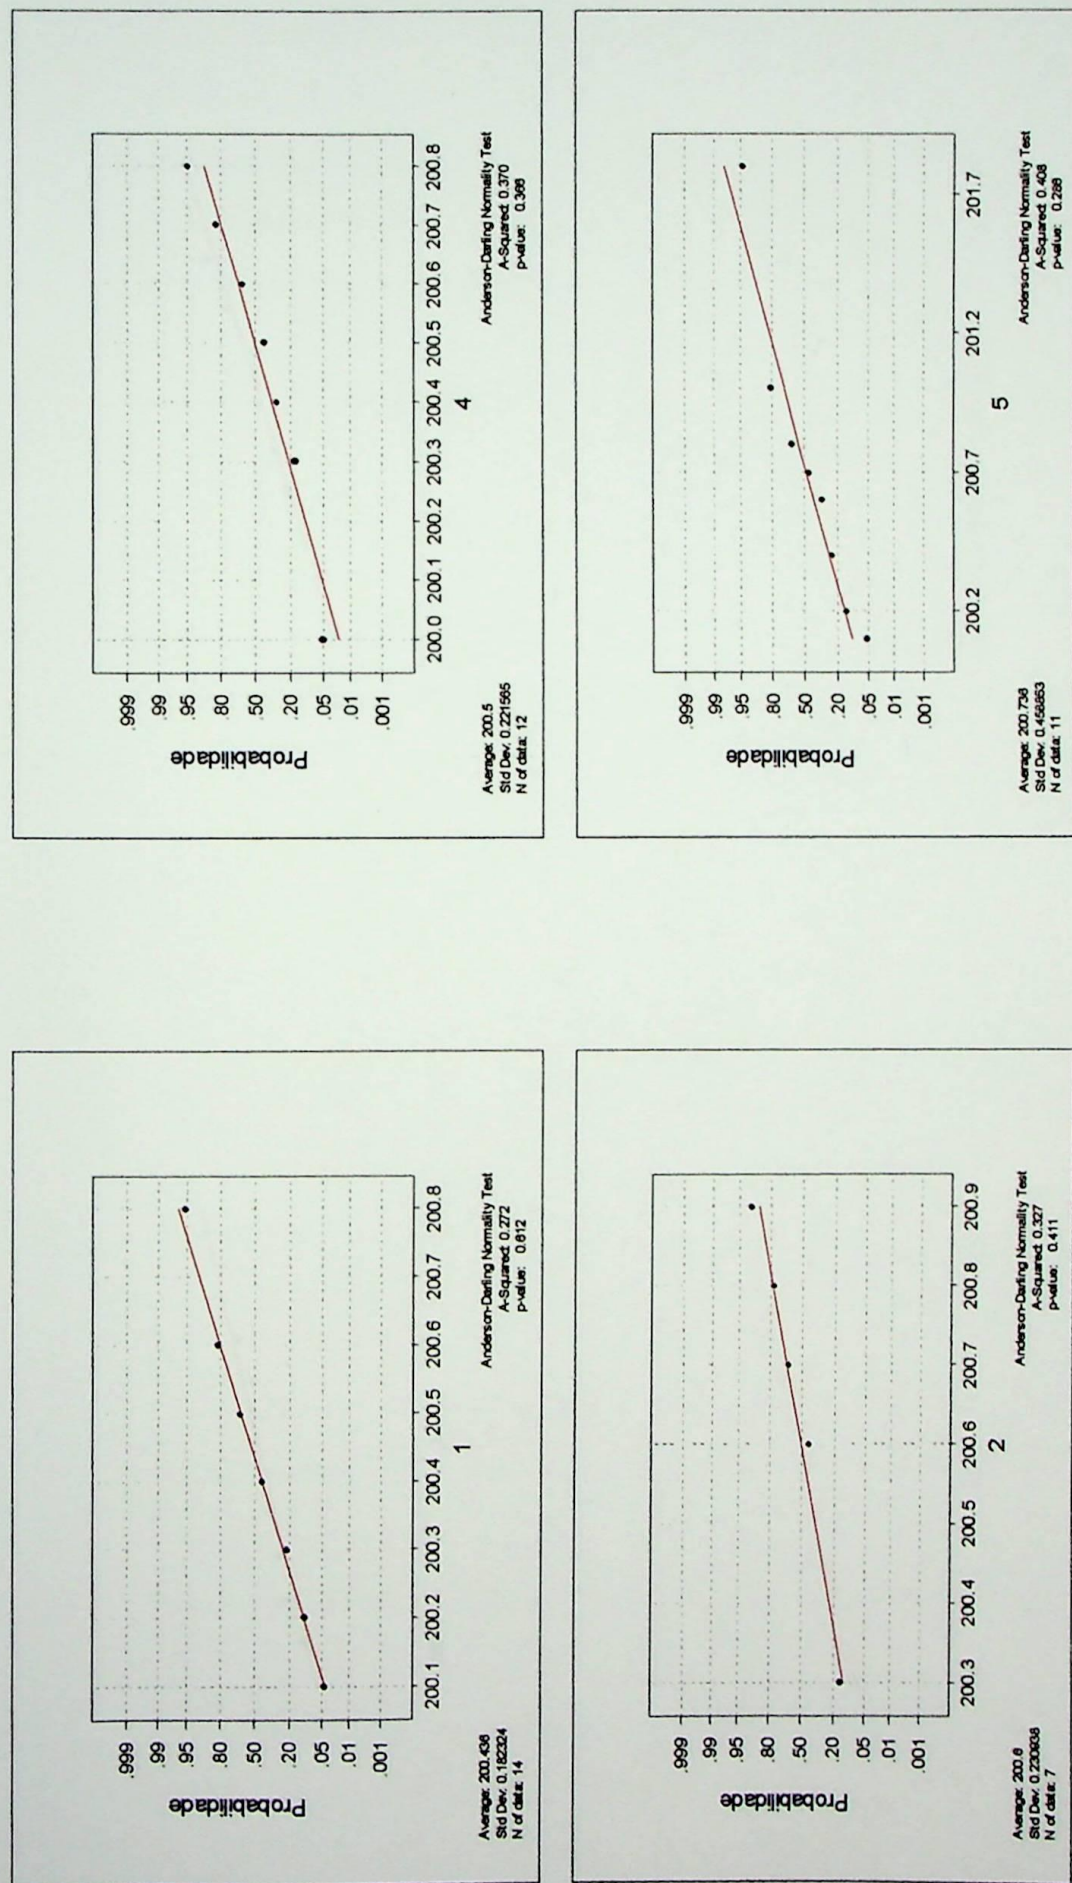 Probabilidade
.999
.99
.95
.80
.50
.20
.05
.01
.001
200.1 200.2 200.3 200.4 200.5 200.6 200.7 200.8
1
Average: 200.436
Std Dev: 0.182324
N of data: 14
Anderson-Darling Normality Test
A-Squared: 0.272
p-value: 0.612
Probabilidade
.999
.99
.95
.80
.50
.20
.05
.01
.001
200.0 200.1 200.2 200.3 200.4 200.5 200.6 200.7 200.8
4
Average: 200.5
Std Dev: 0.221565
N of data: 12
Anderson-Darling Normality Test
A-Squared: 0.370
p-value:
Probabilidade
.999
.99
.95
.80
.50
.20
.05
.01
.001
200.3 200.4 200.5 200.6 200.7 200.8 200.9
2
Average: 200.6
Std Dev: 0.230938
N of data: 7
Anderson-Darling Normality Test
A-Squared: 0.327
p-value: 0.411
Probabilidade
.999
.99
.95
.80
.50
.20
.05
.01
.001
200.2 200.7 201.2 201.7
5
Average: 200.736
Std Dev:
N of data: 11
Anderson-Darling Normality Test
A-Squared: 0.408
p-value: